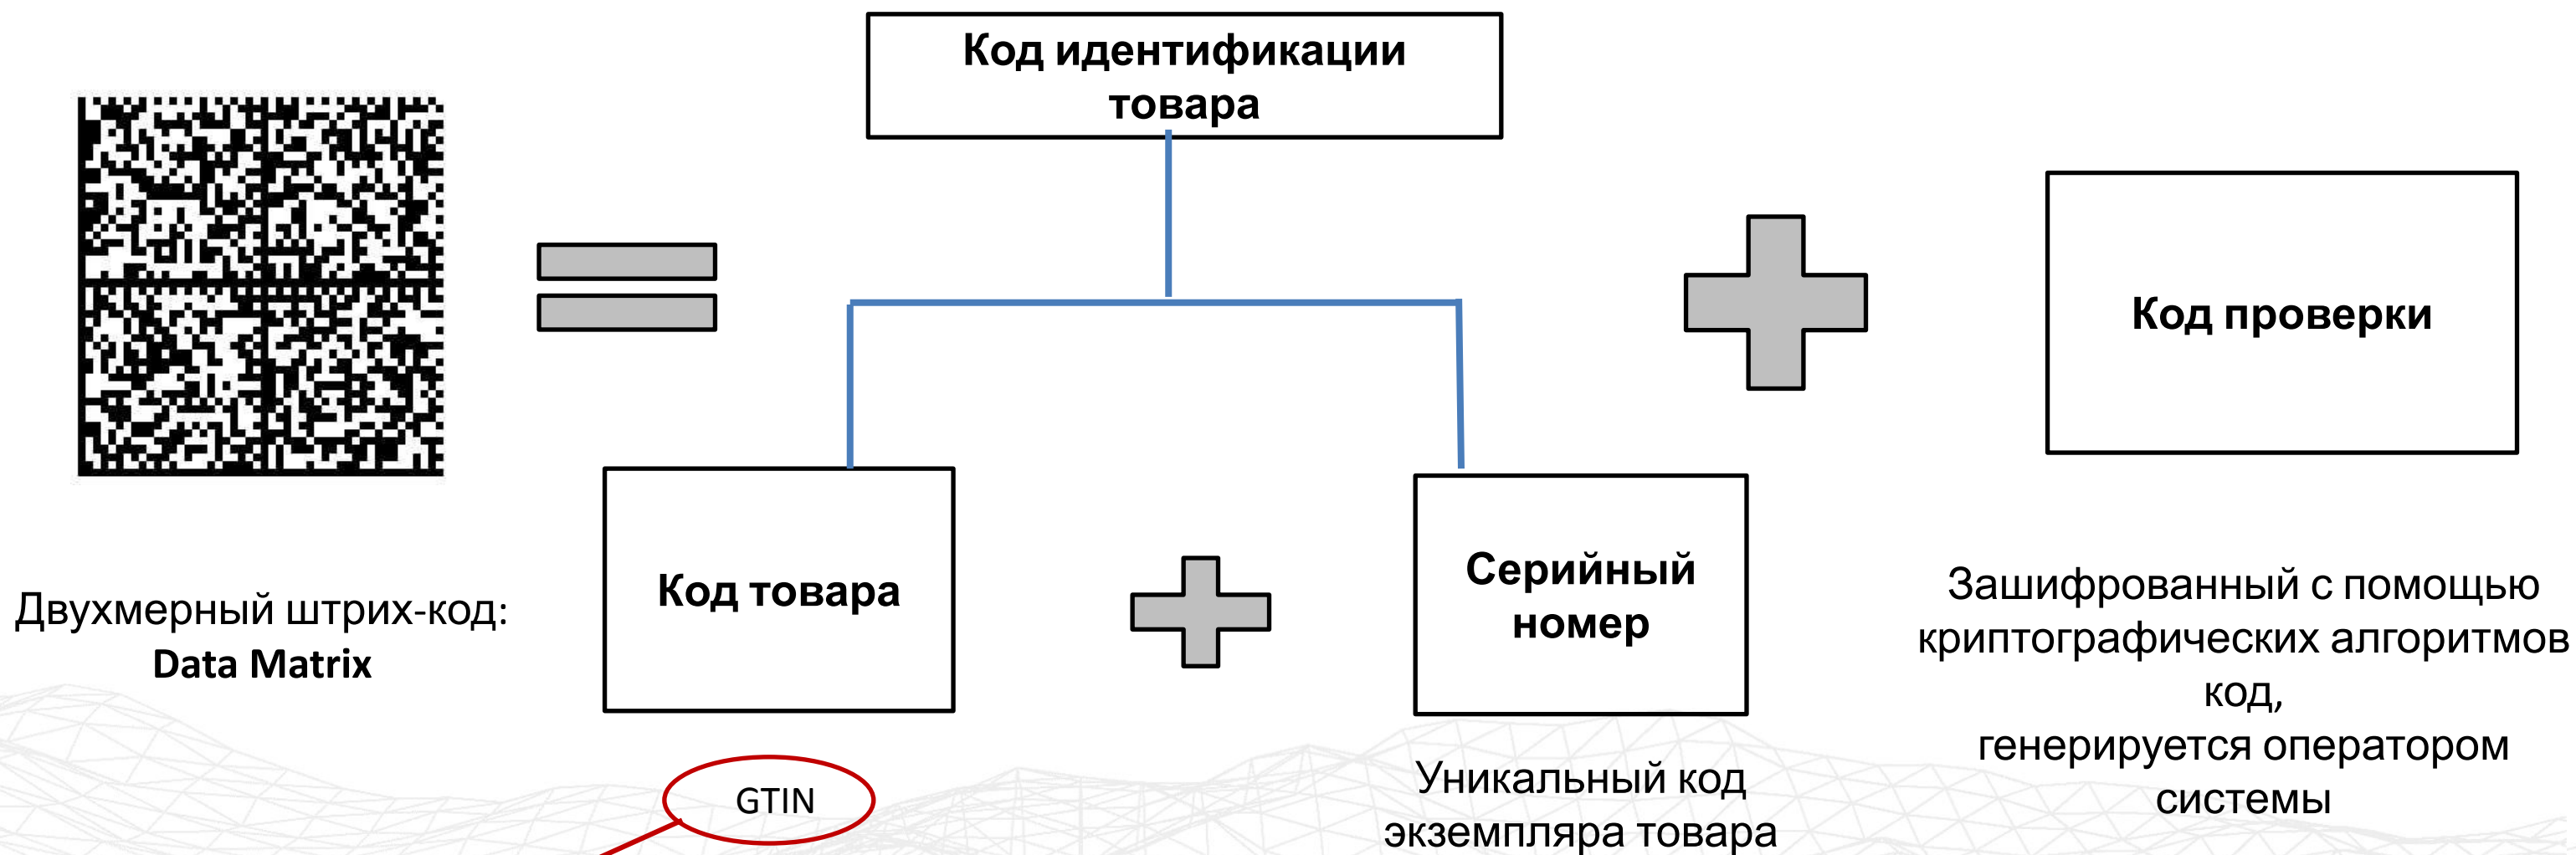 Код идентификации
товара
Код проверки
Код товара
Серийный
номер
Двухмерный штрих-код:
Data Matrix
Зашифрованный с помощью
криптографических алгоритмов
код,
генерируется оператором
системы
GTIN
Уникальный код
экземпляра товара